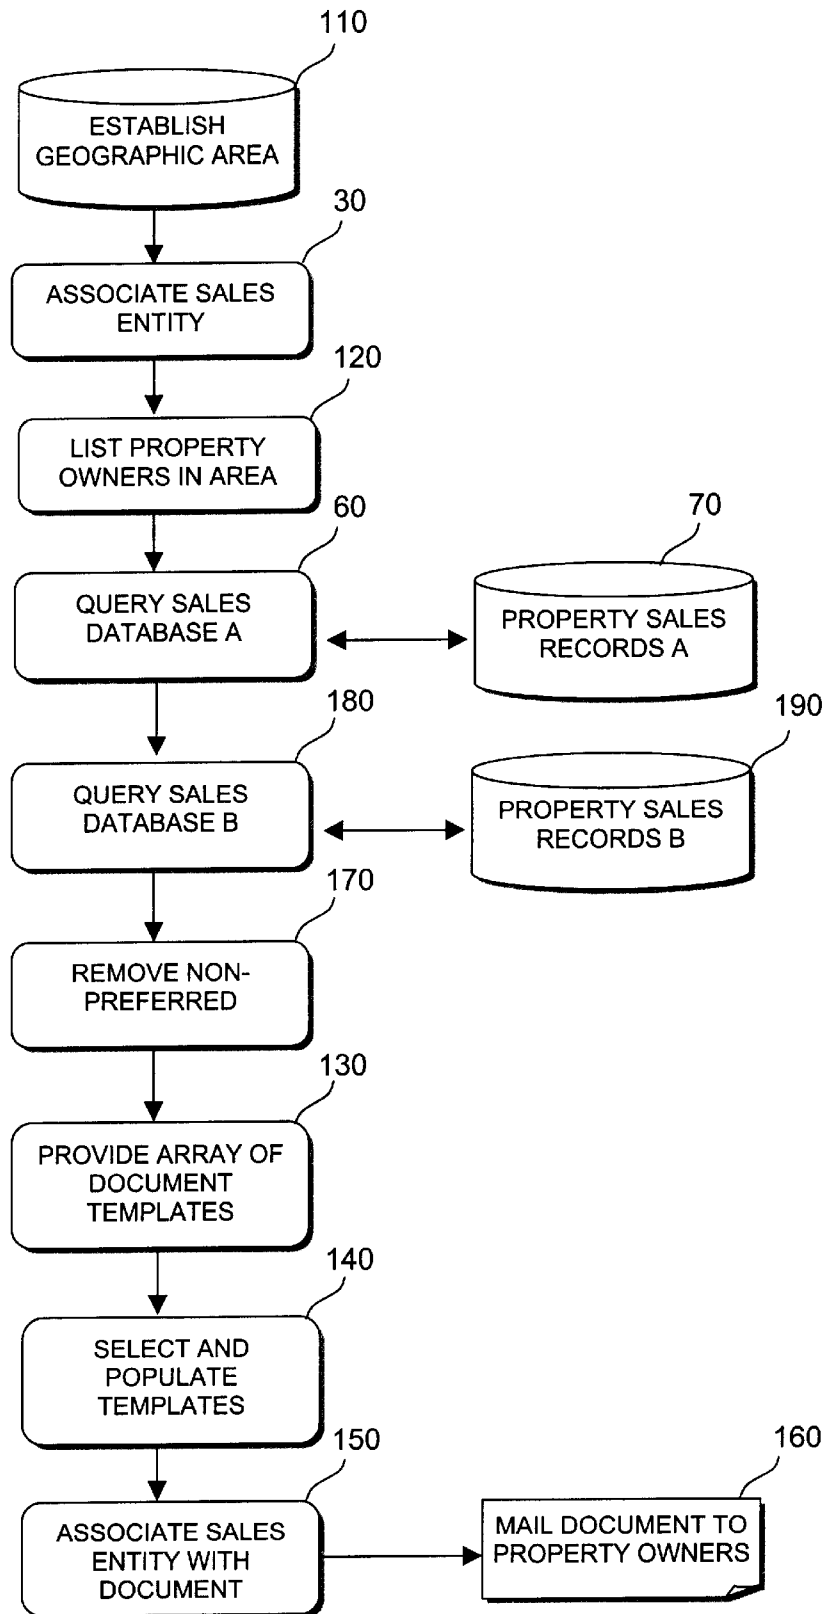 110
ESTABLISH
GEOGRAPHIC AREA
30
ASSOCIATE SALES
ENTITY
120
LIST PROPERTY
OWNERS IN AREA
60
QUERY SALES
DATABASE A
70
PROPERTY SALES
RECORDS A
180
QUERY SALES
DATABASE B
190
PROPERTY SALES
RECORDS B
170
REMOVE NON-
PREFERRED
130
PROVIDE ARRAY OF
DOCUMENT
TEMPLATES
140
SELECT AND
POPULATE
TEMPLATES
150
ASSOCIATE SALES
ENTITY WITH
DOCUMENT
160
MAIL DOCUMENT TO
PROPERTY OWNERS